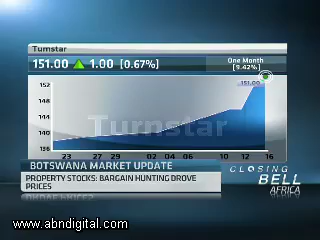 Turnstar
151.00 1.00 [0.67%]
One Month
[9.42%]
152
148
144
140
136
151.00
Turnstar
23 27 29 02 04 06 10 12 16
BOTSWANA MARKET UPDATE
PROPERTY STOCKS: BARGAIN HUNTING DROVE
PRICES
CLOSING
BELL
AFRICA
www.abndigital.com